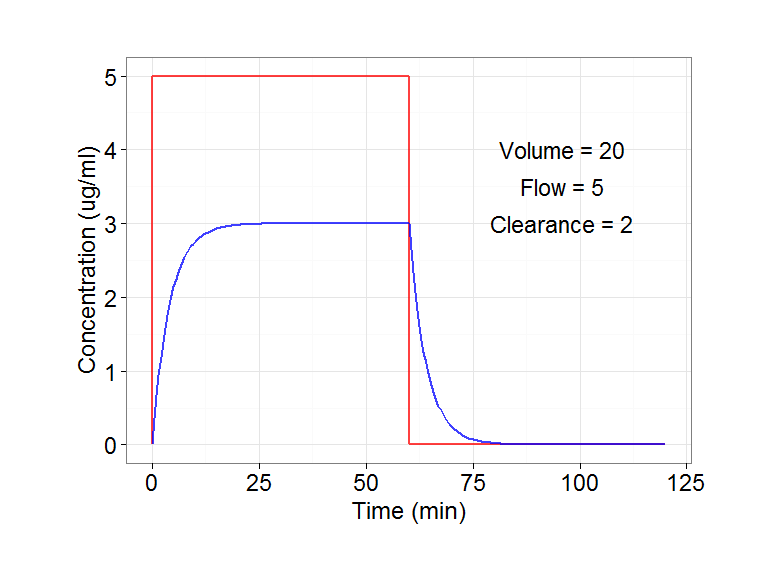 Concentration (ug/ml)
5
4
3
2
1
0
Volume = 20
Flow = 5
Clearance = 2
0 25 50 75 100 125
Time (min)